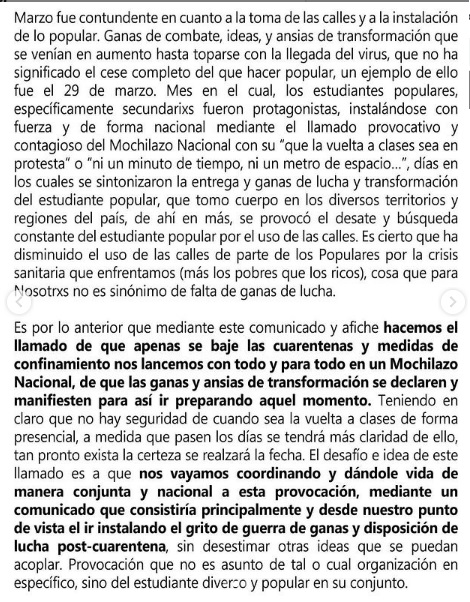 Marzo fue contundente en cuanto a la toma de las calles y a la instalación
de lo popular. Ganas de combate, ideas, y ansias de transformación que
se venían en aumento hasta toparse con la llegada del virus, que no ha
significado el cese completo del que hacer popular, un ejemplo de ello
fue el 29 de marzo. Mes en el cual, los estudiantes populares,
específicamente secundarixs fueron protagonistas, instalándose con
fuerza y de forma nacional mediante el llamado provocativo y
contagioso del Mochilazo Nacional con su "que la vuelta a clases sea en
protesta" o "ni un minuto de tiempo, ni un metro de espacio...", días en
los cuales se sintonizaron la entrega y ganas de lucha y transformación
del estudiante popular, que tomo cuerpo en los diversos territorios y
regiones del país, de ahí en más, se provocó el desate y búsqueda
constante del estudiante popular por el uso de las calles. Es cierto que ha
disminuido el uso de las calles de parte de los Populares por la crisis
sanitaria que enfrentamos (más los pobres que los ricos), cosa que para
Nosotrxs no es sinónimo de falta de ganas de lucha.
Es por lo anterior que mediante este comunicado y afiche hacemos el
llamado de que apenas se baje las cuarentenas y medidas de
confinamiento nos lancemos con todo y para todo en un Mochilazo
Nacional, de que las ganas y ansias de transformación se declaren y
manifiesten para así ir preparando aquel momento. Teniendo en
claro que no hay seguridad de cuando sea la vuelta a clases de forma
presencial, a medida que pasen los días se tendrá más claridad de ello,
tan pronto exista la certeza se realzará la fecha. El desafío e idea de este
llamado es a que nos vayamos coordinando y dándole vida de
manera conjunta y nacional a esta provocación, mediante un
comunicado que consistiría principalmente y desde nuestro punto
de vista el ir instalando el grito de guerra de ganas y disposición de
lucha post-cuarentena, sin desestimar otras ideas que se puedan
acoplar. Provocación que no es asunto de tal o cual organización en
específico, sino del estudiante diverso y popular en su conjunto.